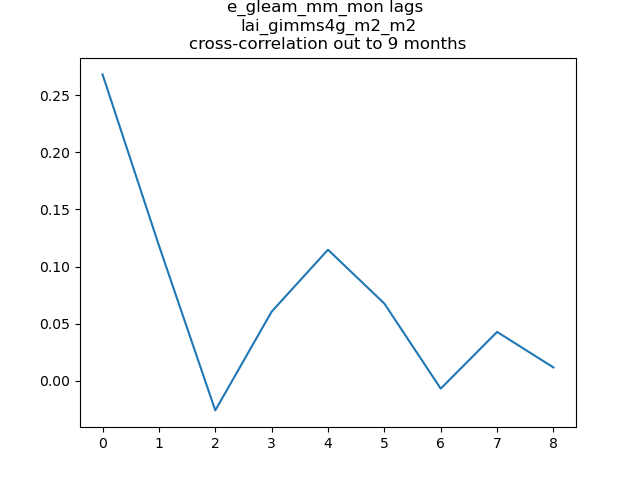 e_gleam_mm_mon lags
lai_gimms4g_m2_m2
cross-correlation out to 9 months
0.25
0.20
0.15
0.10
0.05
0.00
0 1 2 3 4 5 6 7 8